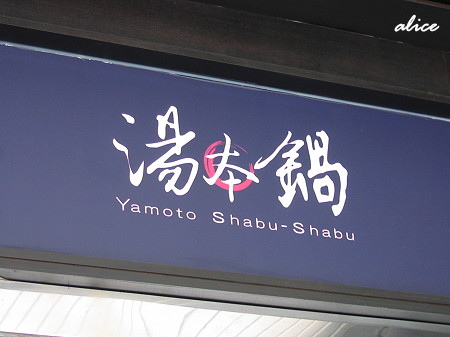 alice
湯本鍋
Yamoto Shabu-Shabu